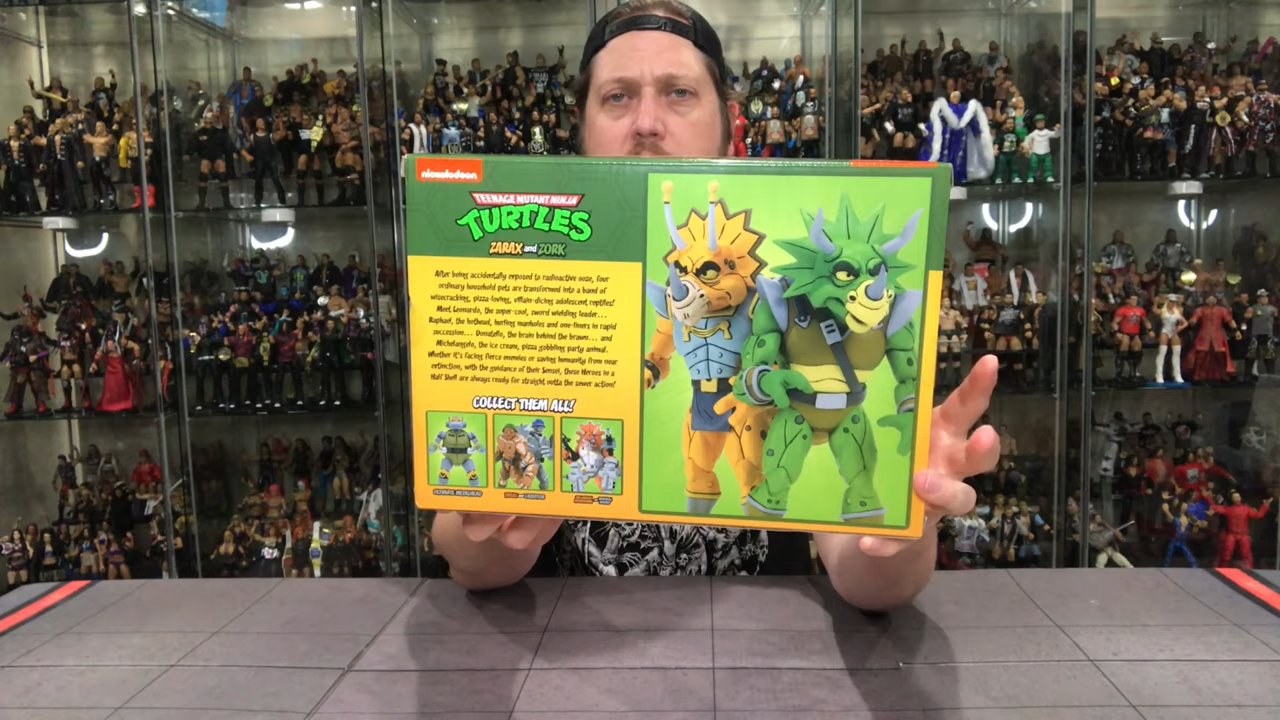 nickelodeon
TEENAGE MUTANT NINJA
TURTLES
ZARAX and ZORK
After being accidentally exposed to radioactive ooze, four
ordinary household pets are transformed into a band of
wisecracking, pizza-loving, villain-dicing adolescent reptiles!
Meet Leonardo, the super-cool, sword wielding leader...
Raphael, the hothead, hurling manholes and one-liners in rapid
succession... Donatello, the brain behind the brawn... and
Michelangelo, the ice cream, pizza gobbling party animal.
Whether it's facing fierce enemies or saving humanity from near
extinction, with the guidance of their Sensei, these Heroes in a
Half Shell are always ready for straight outta the sewer action!
COLLECT THEM ALL!